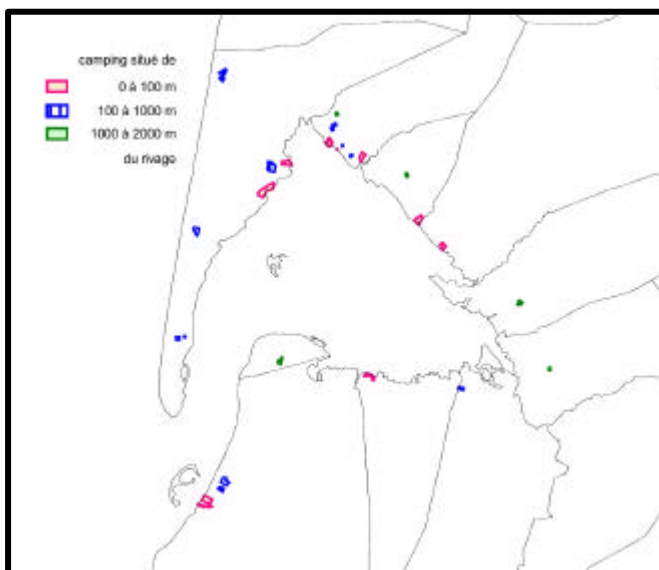 camping situé de
0 à 100 m
100 à 1000 m
1000 à 2000 m
du rivage